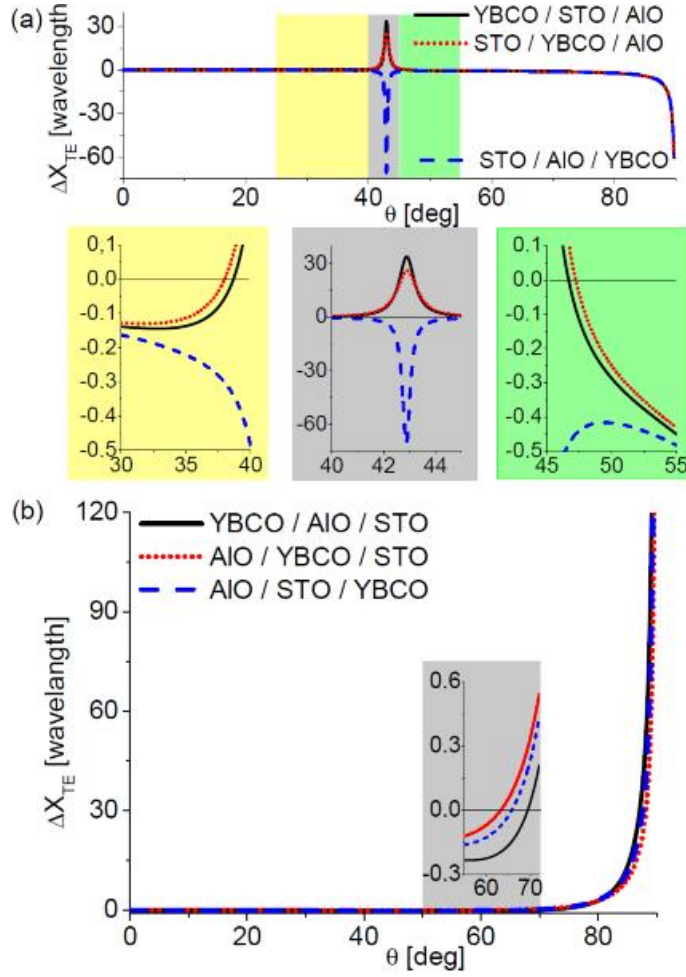 (a)
30
0
-30
-60
ΔX_TE [wavelength]
YBCO / STO / AlO
STO / YBCO / AlO
STO / AlO / YBCO
0 20 40 60 80
θ [deg]
0,1
0.0
-0.1
-0.2
-0.3
-0.4
-0.5
30 35 40
30
0
-30
-60
40 42 44
0,1
0.0
-0.1
-0.2
-0.3
-0.4
-0.5
45 50 55
(b)
120
90
60
30
0
ΔX_TE [wavelangth]
YBCO / AlO / STO
AlO / YBCO / STO
AlO / STO / YBCO
0.6
0.3
0.0
-0.3
60 70
0 20 40 60 80
θ [deg]